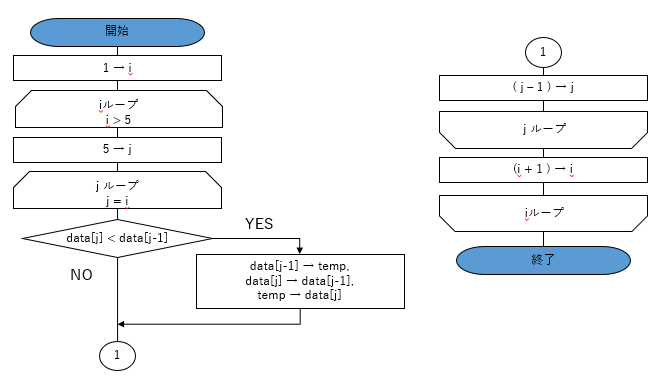 開始
1 → i
iループ
i > 5
5 → j
j ループ
j = i
data[j] < data[j-1]
YES
NO
data[j-1] → temp,
data[j] → data[j-1],
temp → data[j]
1
1
( j – 1 ) → j
j ループ
(i + 1 ) → i
iループ
終了